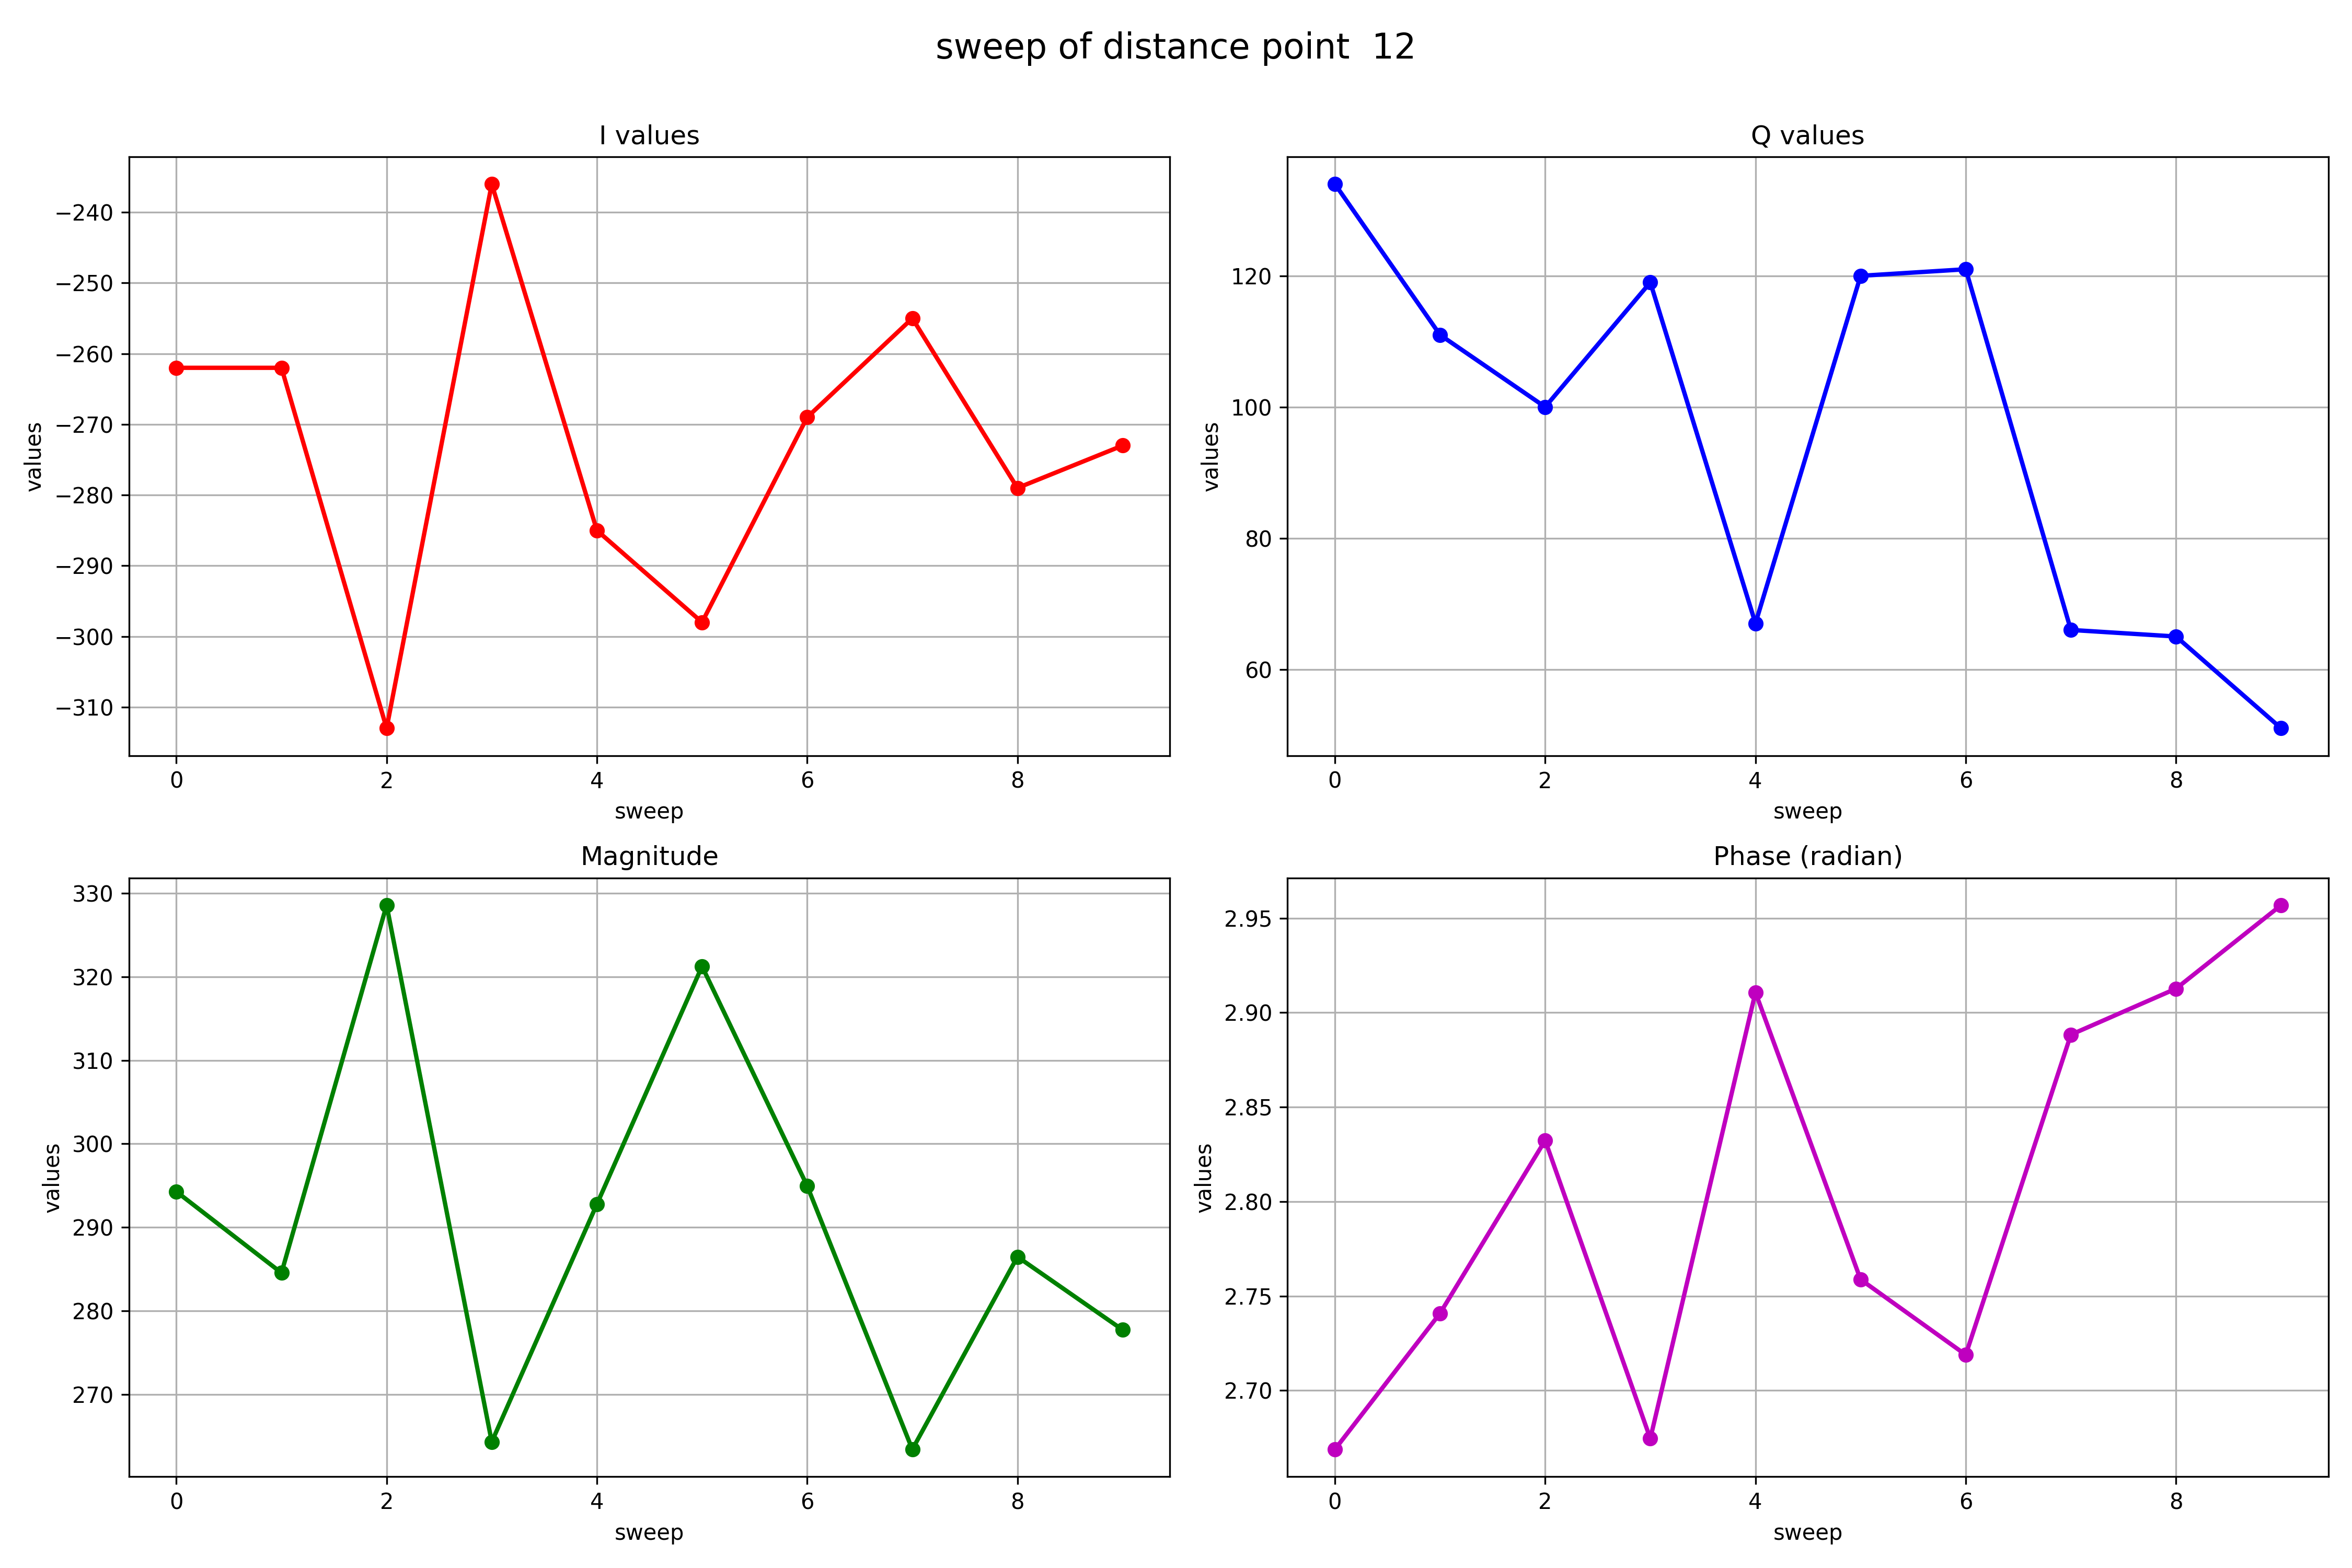 sweep of distance point  12
I values
values
−240
−250
−260
−270
−280
−290
−300
−310
0 2 4 6 8
sweep
Q values
values
120
100
80
60
0 2 4 6 8
sweep
Magnitude
values
330
320
310
300
290
280
270
0 2 4 6 8
sweep
Phase (radian)
values
2.95
2.90
2.85
2.80
2.75
2.70
0 2 4 6 8
sweep